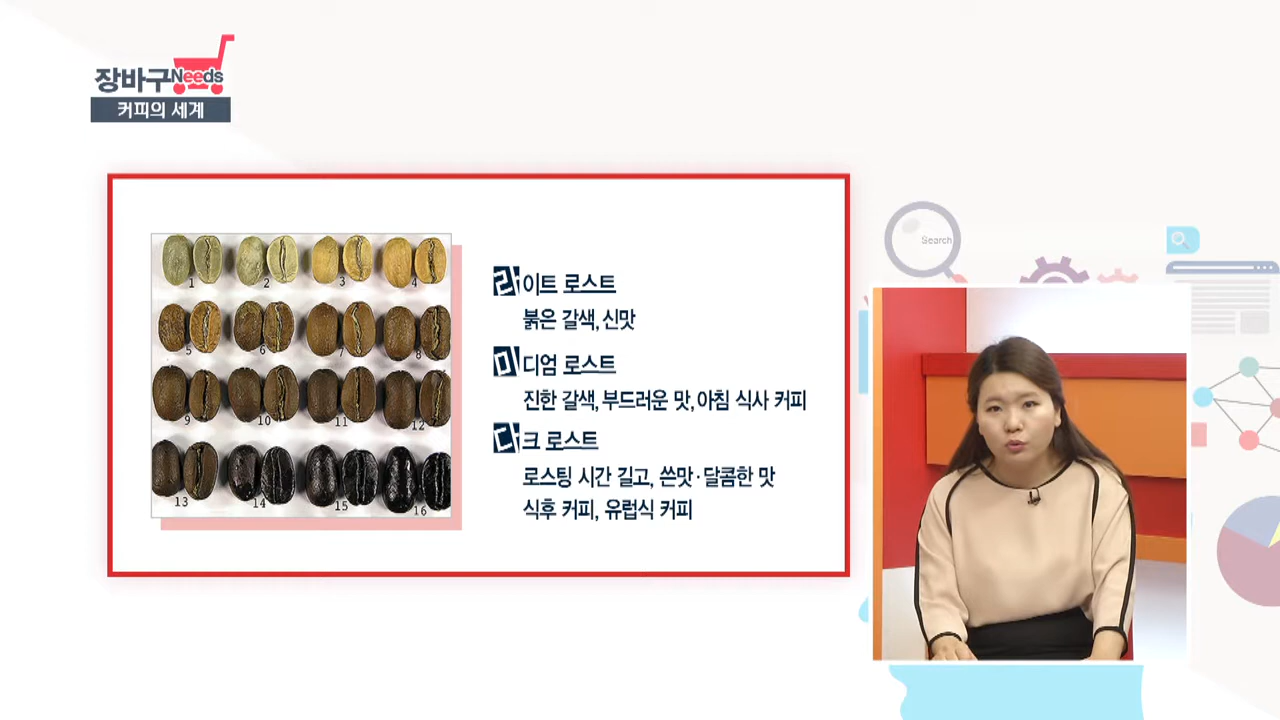 장바구Needs
커피의 세계
라이트 로스트
붉은 갈색, 신맛
미디엄 로스트
진한 갈색, 부드러운 맛, 아침 식사 커피
다크 로스트
로스팅 시간 길고, 쓴맛·달콤한 맛
식후 커피, 유럽식 커피
1 2 3 4
5 6 7 8
9 10 11 12
13 14 15 16
Search